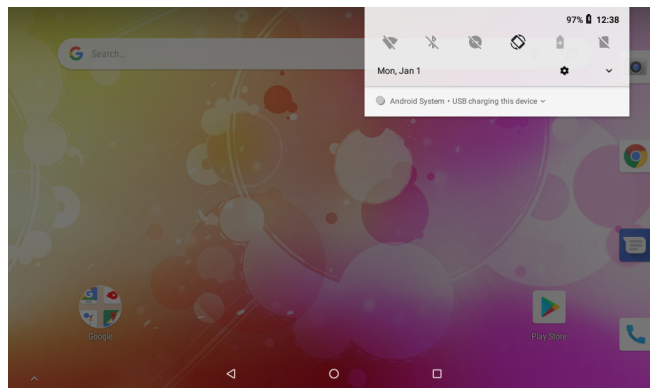 97% 12:38
Search...
Mon, Jan 1
Android System • USB charging this device
Google
Play Store